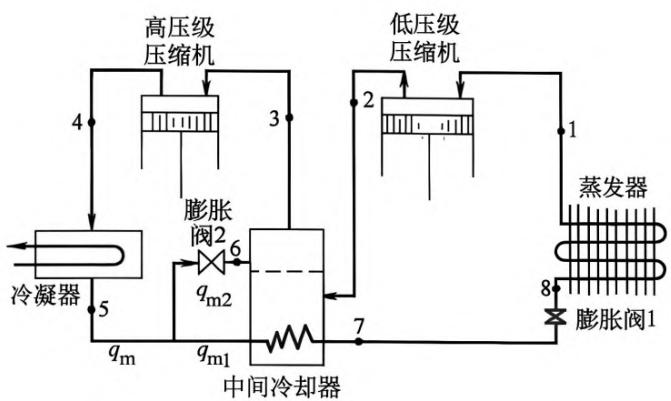 高压级
压缩机
低压级
压缩机
4
3
2
1
蒸发器
膨胀
阀2
6
q_m2
冷凝器
5
8
膨胀阀1
7
q_m
q_m1
中间冷却器